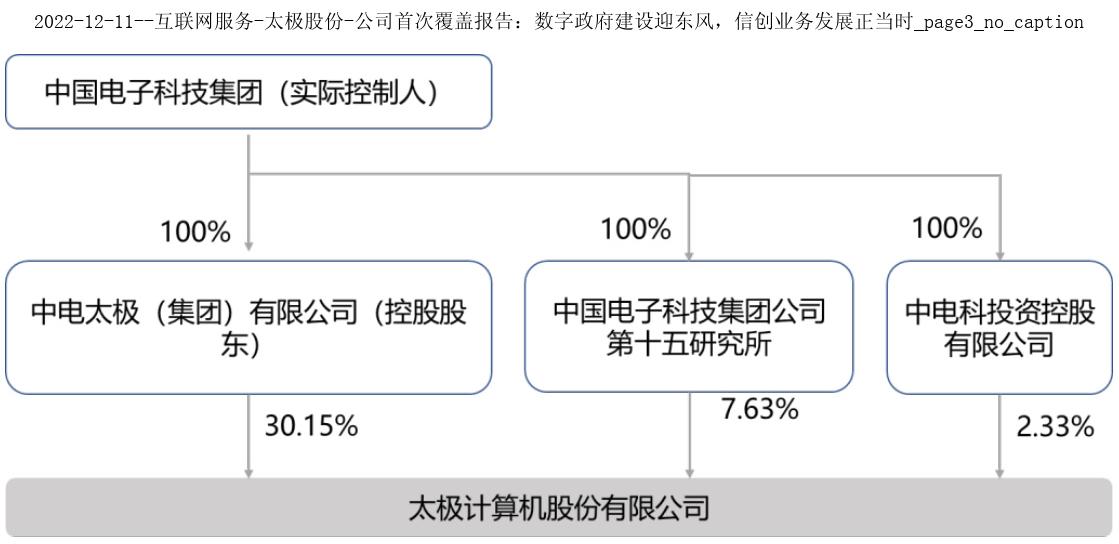 2022-12-11--互联网服务-太极股份-公司首次覆盖报告：数字政府建设迎东风，信创业务发展正当时_page3_no_caption
中国电子科技集团（实际控制人）
100%
100%
100%
中电太极（集团）有限公司（控股股
东）
中国电子科技集团公司
第十五研究所
中电科投资控股
有限公司
30.15%
7.63%
2.33%
太极计算机股份有限公司